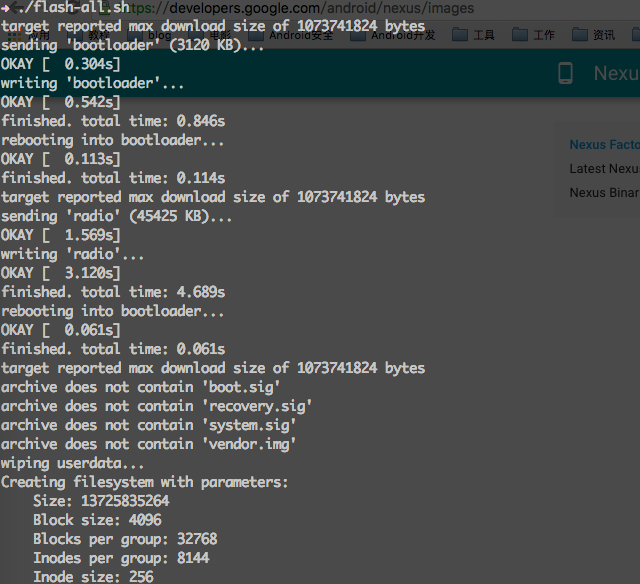 → ./flash-all.sh
https://developers.google.com/android/nexus/images
target reported max download size of 1073741824 bytes
应用 教程 blog 电影 Android安全 Android开发 工具 工作 资讯
sending 'bootloader' (3120 KB)...
OKAY [  0.304s]
Nexu
writing 'bootloader'...
OKAY [  0.542s]
finished. total time: 0.846s
rebooting into bootloader...
Nexus Facto
OKAY [  0.113s]
Latest Nexu
finished. total time: 0.114s
Nexus Binar
target reported max download size of 1073741824 bytes
sending 'radio' (45425 KB)...
OKAY [  1.569s]
writing 'radio'...
OKAY [  3.120s]
finished. total time: 4.689s
rebooting into bootloader...
OKAY [  0.061s]
finished. total time: 0.061s
target reported max download size of 1073741824 bytes
archive does not contain 'boot.sig'
archive does not contain 'recovery.sig'
archive does not contain 'system.sig'
archive does not contain 'vendor.img'
wiping userdata...
Creating filesystem with parameters:
    Size: 13725835264
    Block size: 4096
    Blocks per group: 32768
    Inodes per group: 8144
    Inode size: 256